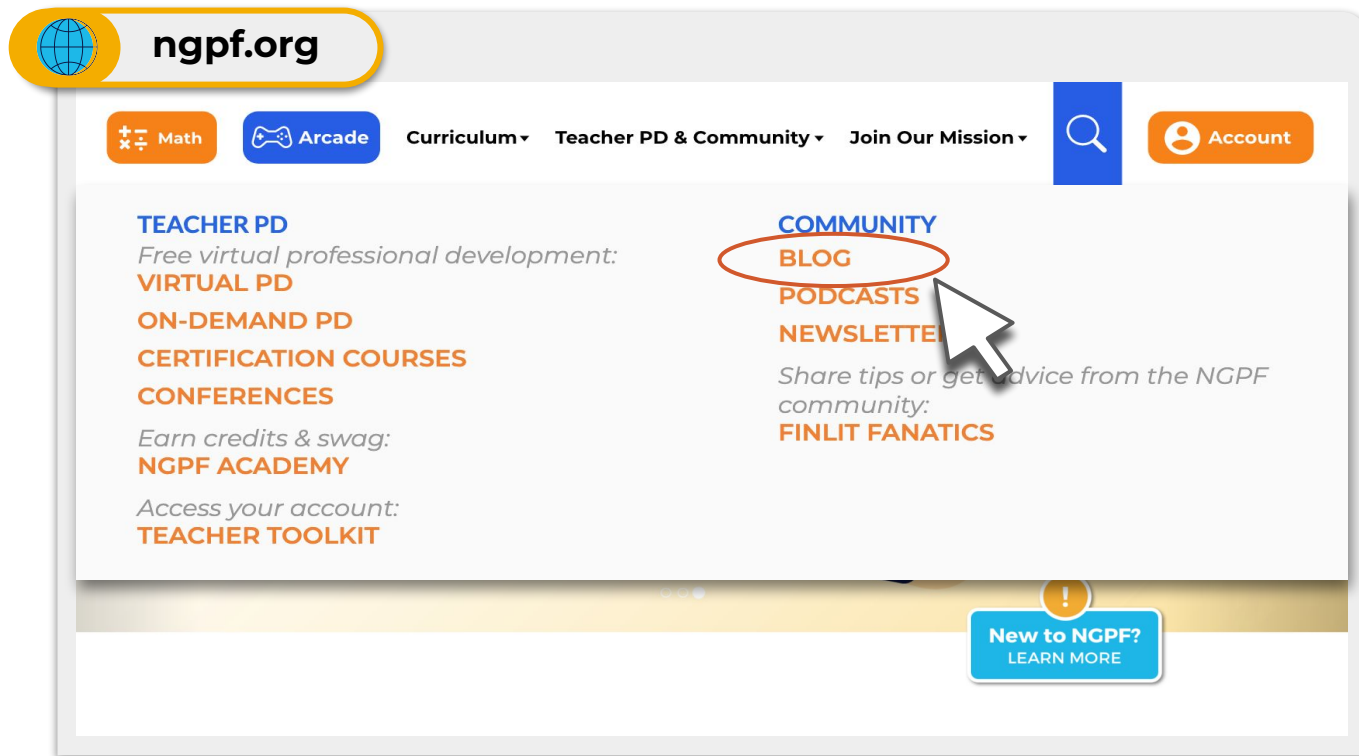 ngpf.org
Math
Arcade
Curriculum
Teacher PD & Community
Join Our Mission
Account
TEACHER PD
Free virtual professional development:
VIRTUAL PD
ON-DEMAND PD
CERTIFICATION COURSES
CONFERENCES
Earn credits & swag:
NGPF ACADEMY
Access your account:
TEACHER TOOLKIT
COMMUNITY
BLOG
PODCASTS
NEWSLETTE
Share tips or get advice from the NGPF
community:
FINLIT FANATICS
!
New to NGPF?
LEARN MORE